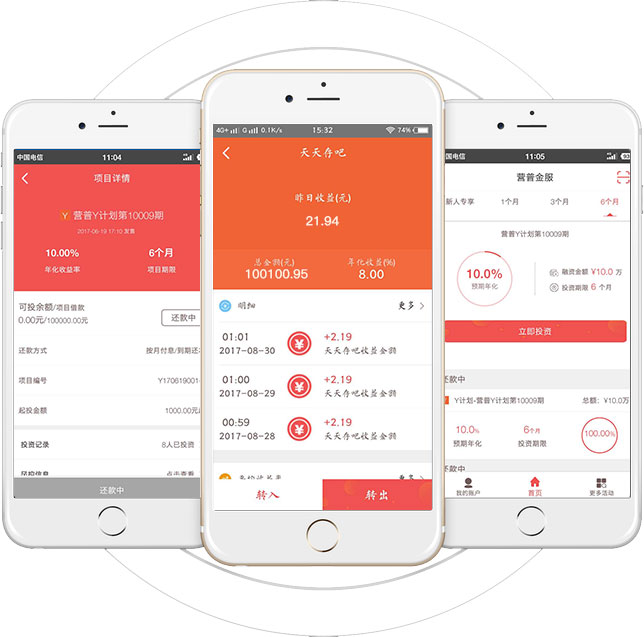 中国电信 11:04
项目详情
营普Y计划第10009期
2017-06-19 17:10 发售
10.00% 6个月
年化收益率 项目期限
可投余额/项目借款
0.00元/100000.00元
还款中
还款方式 按月付息/到期还本
项目编号 Y170619001
起投金额 1000.00元
投资记录 8人已投资
风控信息 点击查看
还款中
4G+ G 0.1K/s 15:32 74%
天天存吧
昨日收益(元)
21.94
总金额(元) 年化收益(%)
100100.95 8.00
明细 更多
01:01 +2.19
2017-08-30 天天存吧收益金额
01:00 +2.19
2017-08-29 天天存吧收益金额
00:59 +2.19
2017-08-28 天天存吧收益金额
更多
转入 转出
国电信 11:05
营普金服
新人专享 1个月 3个月 6个月
营普Y计划第10009期
10.0%
预期年化
融资金额 ¥10.0 万
投资期限 6 个月
立即投资
还款中
Y计划-营普Y计划第10009期 总额: ¥10.0万
10.0% 6个月 100.00%
预期年化 投资期限
还款中
我的账户 首页 更多活动